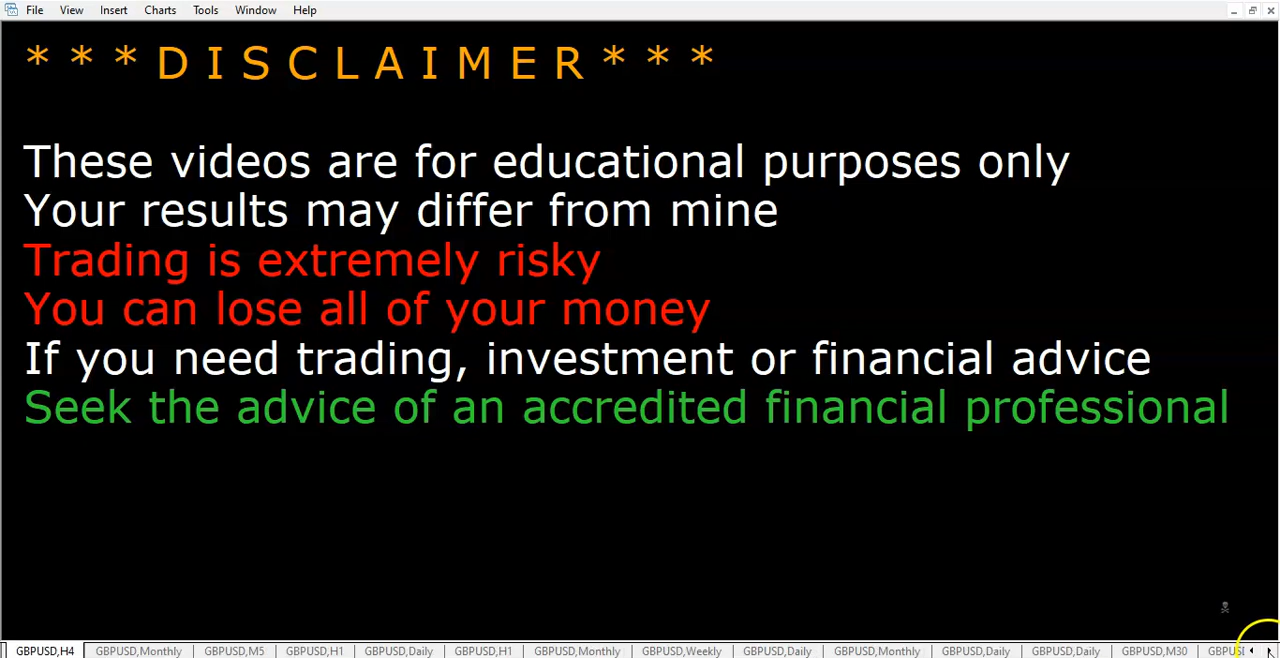 File View Insert Charts Tools Window Help
* * * D I S C L A I M E R * * *
These videos are for educational purposes only
Your results may differ from mine
Trading is extremely risky
You can lose all of your money
If you need trading, investment or financial advice
Seek the advice of an accredited financial professional
GBPUSD,H4 GBPUSD,Monthly GBPUSD,M5 GBPUSD,H1 GBPUSD,Daily GBPUSD,H1 GBPUSD,Monthly GBPUSD,Weekly GBPUSD,Daily GBPUSD,Monthly GBPUSD,Daily GBPUSD,Daily GBPUSD,M30